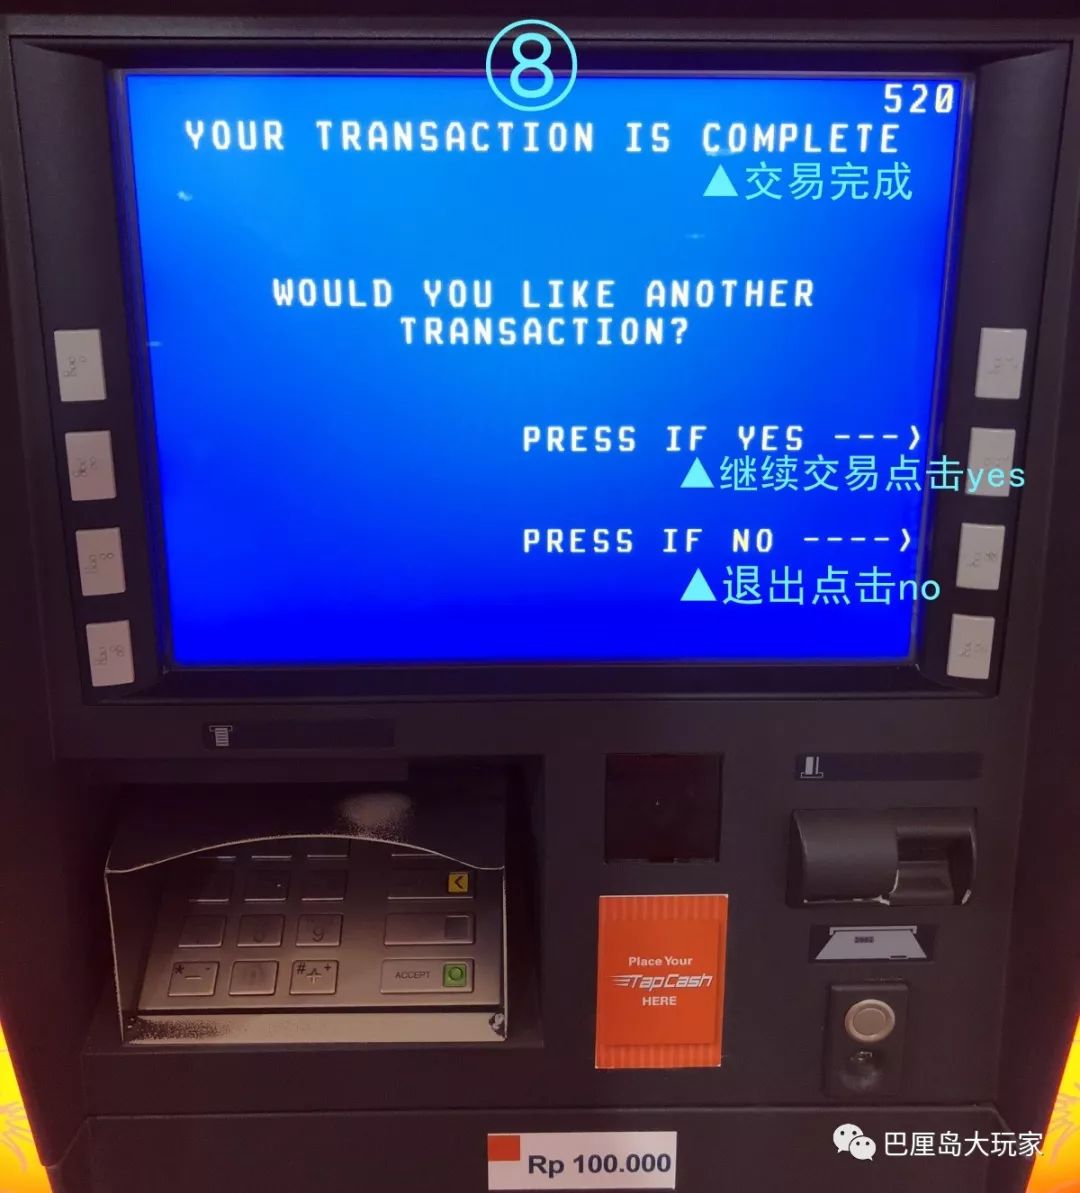 ⑧
520
YOUR TRANSACTION IS COMPLETE
▲交易完成
WOULD YOU LIKE ANOTHER
TRANSACTION?
PRESS IF YES --->
▲继续交易点击yes
PRESS IF NO ---->
▲退出点击no
ACCEPT
Place Your
TapCash
HERE
Rp 100.000
巴厘岛大玩家